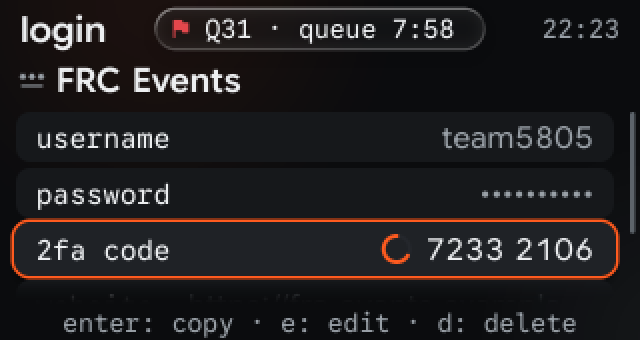 login
Q31 · queue 7:58
22:23
FRC Events
username team5805
password ••••••••••
2fa code 7233 2106
enter: copy · e: edit · d: delete